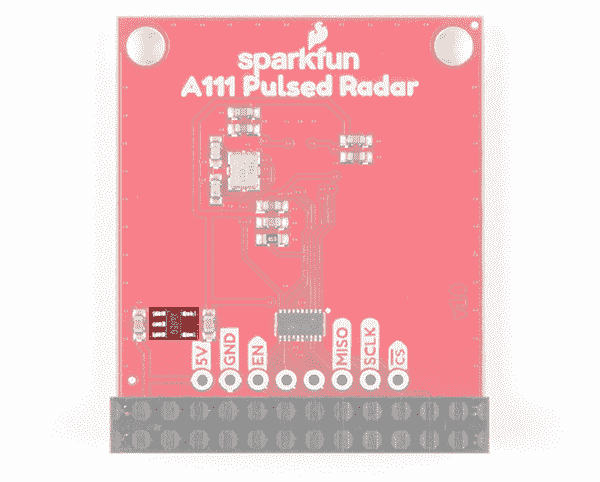 sparkfun
A111 Pulsed Radar
5V
GND
EN
MISO
SCLK
CS